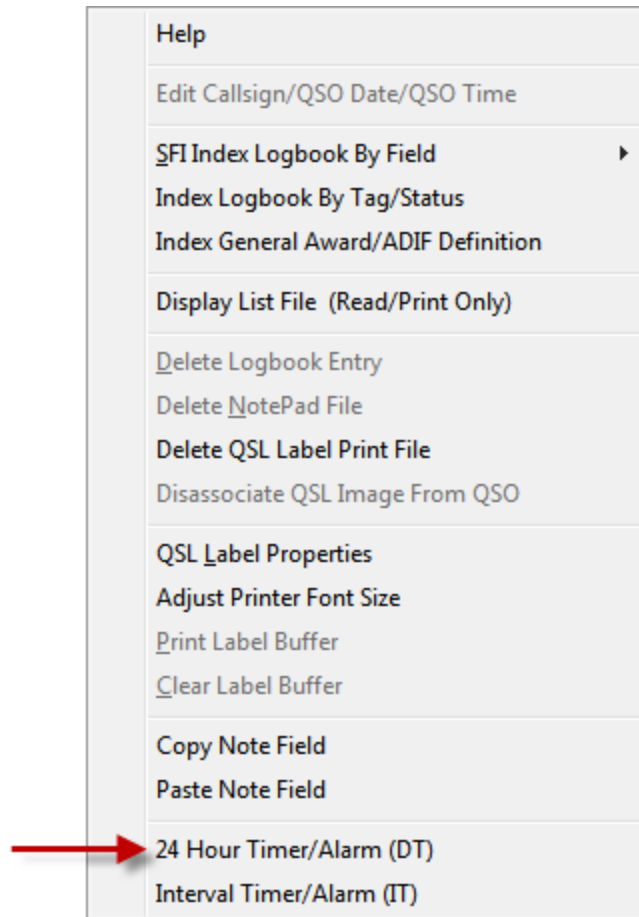 Help
Edit Callsign/QSO Date/QSO Time
SFI Index Logbook By Field
Index Logbook By Tag/Status
Index General Award/ADIF Definition
Display List File (Read/Print Only)
Delete Logbook Entry
Delete NotePad File
Delete QSL Label Print File
Disassociate QSL Image From QSO
QSL Label Properties
Adjust Printer Font Size
Print Label Buffer
Clear Label Buffer
Copy Note Field
Paste Note Field
24 Hour Timer/Alarm (DT)
Interval Timer/Alarm (IT)